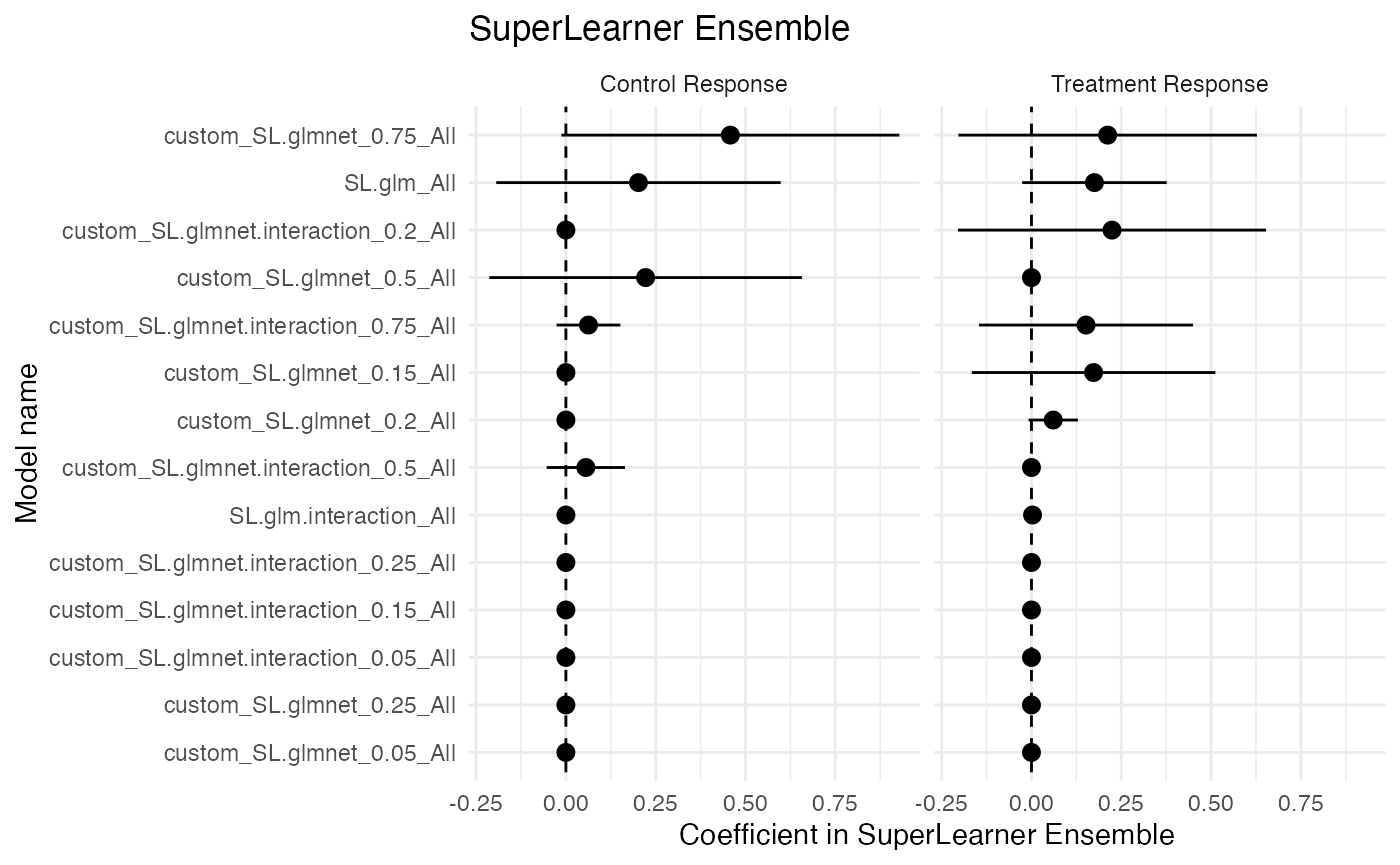 SuperLearner Ensemble
Control Response
Treatment Response
Model name
custom_SL.glmnet_0.75_All
SL.glm_All
custom_SL.glmnet.interaction_0.2_All
custom_SL.glmnet_0.5_All
custom_SL.glmnet.interaction_0.75_All
custom_SL.glmnet_0.15_All
custom_SL.glmnet_0.2_All
custom_SL.glmnet.interaction_0.5_All
SL.glm.interaction_All
custom_SL.glmnet.interaction_0.25_All
custom_SL.glmnet.interaction_0.15_All
custom_SL.glmnet.interaction_0.05_All
custom_SL.glmnet_0.25_All
custom_SL.glmnet_0.05_All
-0.25 0.00 0.25 0.50 0.75
-0.25 0.00 0.25 0.50 0.75
Coefficient in SuperLearner Ensemble